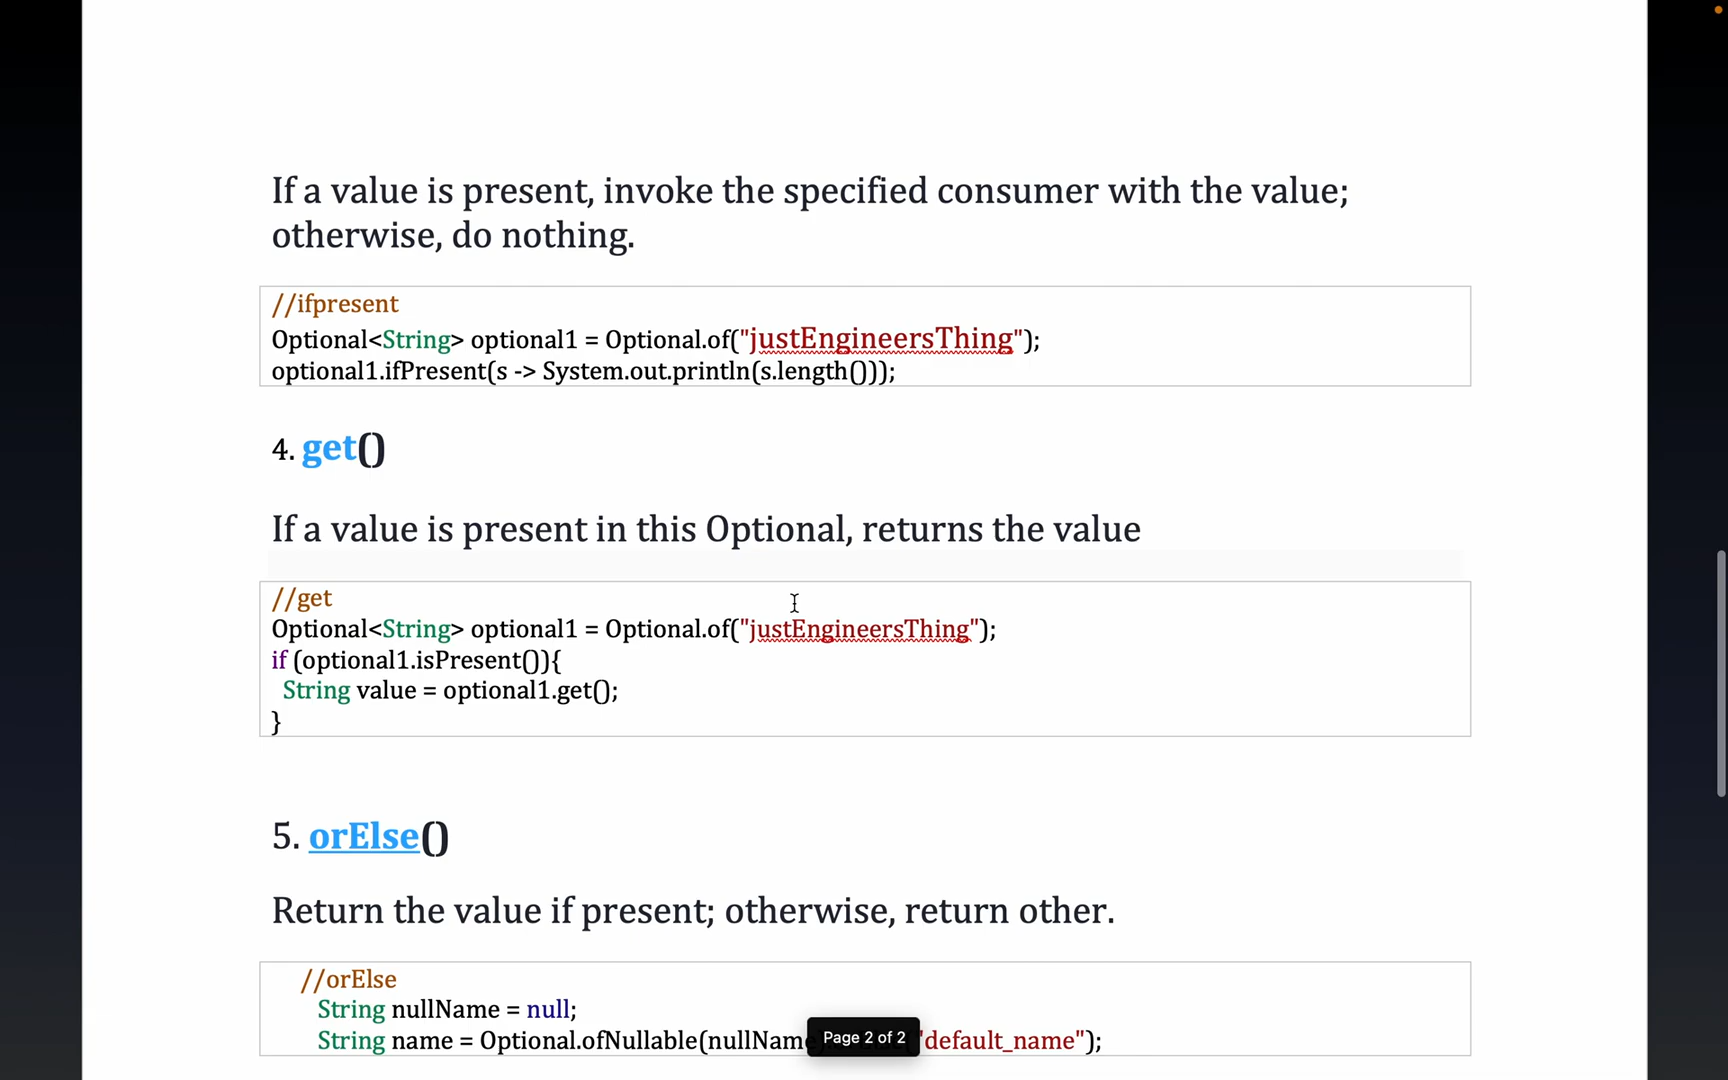 If a value is present, invoke the specified consumer with the value;
otherwise, do nothing.
//ifpresent
Optional<String> optional1 = Optional.of("justEngineersThing");
optional1.ifPresent(s -> System.out.println(s.length()));
4. get()
If a value is present in this Optional, returns the value
//get
Optional<String> optional1 = Optional.of("justEngineersThing");
if (optional1.isPresent()){
String value = optional1.get();
}
5. orElse()
Return the value if present; otherwise, return other.
//orElse
String nullName = null;
String name = Optional.ofNullable(nullName "default_name");
Page 2 of 2